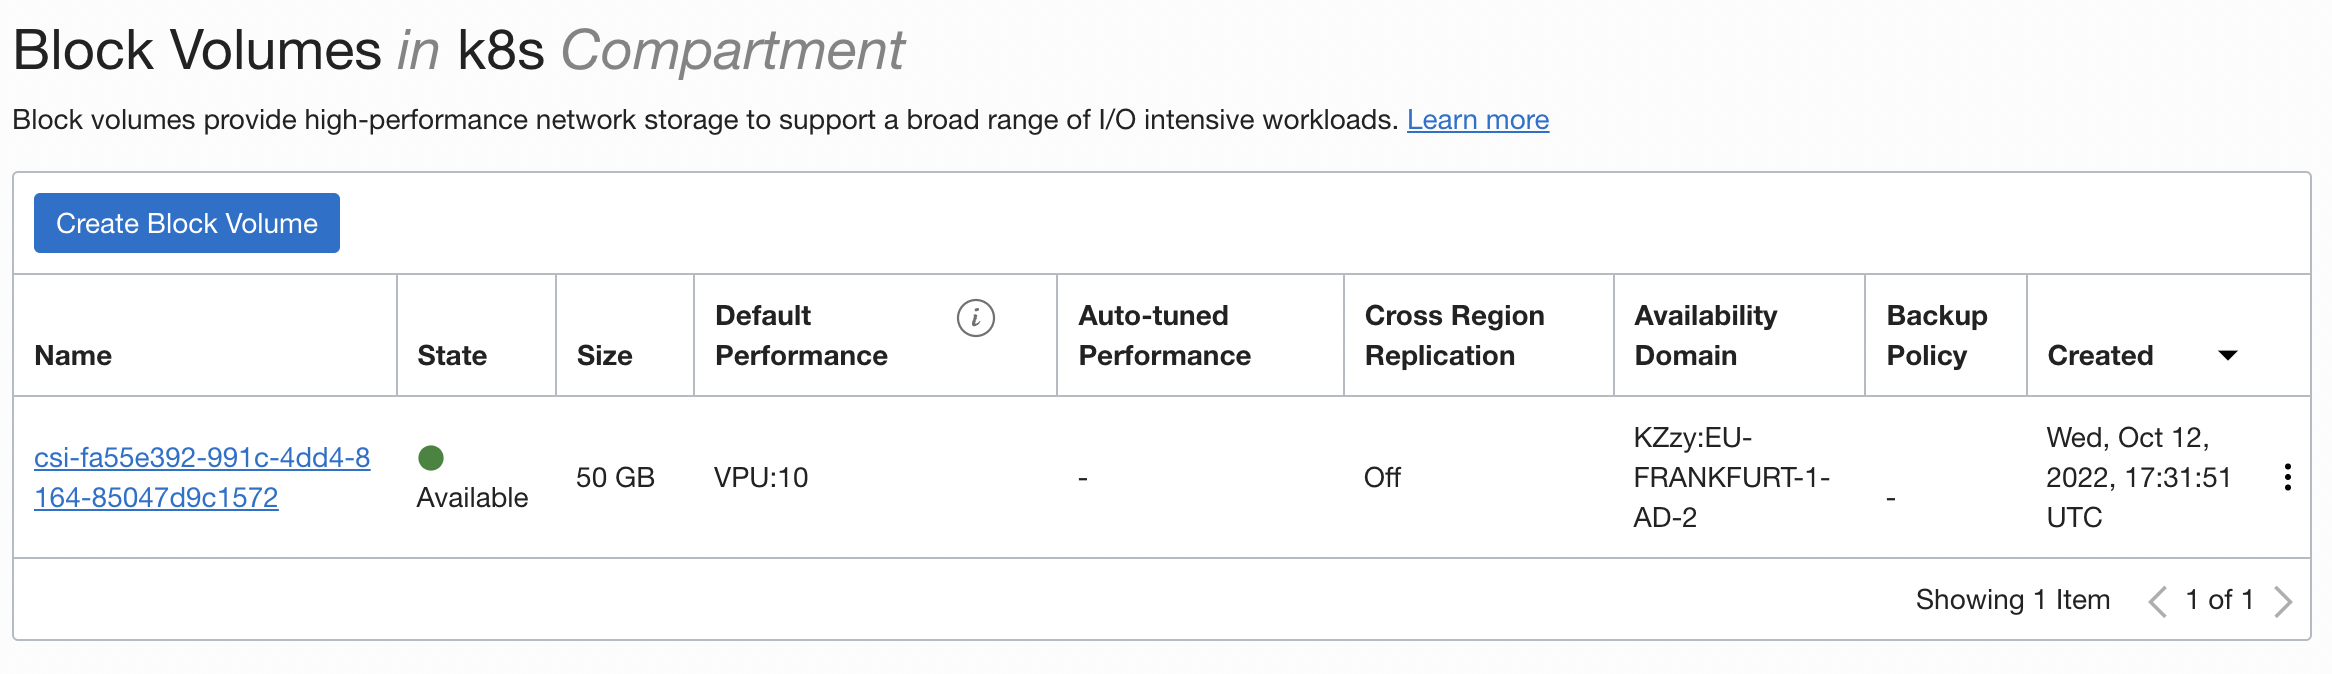 Block Volumes in k8s Compartment
Block volumes provide high-performance network storage to support a broad range of I/O intensive workloads. Learn more
Create Block Volume
Name
State
Size
Default
Performance
i
Auto-tuned
Performance
Cross Region
Replication
Availability
Domain
Backup
Policy
Created
csi-fa55e392-991c-4dd4-8
164-85047d9c1572
Available
50 GB
VPU:10
-
Off
KZzy:EU-
FRANKFURT-1-
AD-2
-
Wed, Oct 12,
2022, 17:31:51
UTC
Showing 1 Item
1 of 1